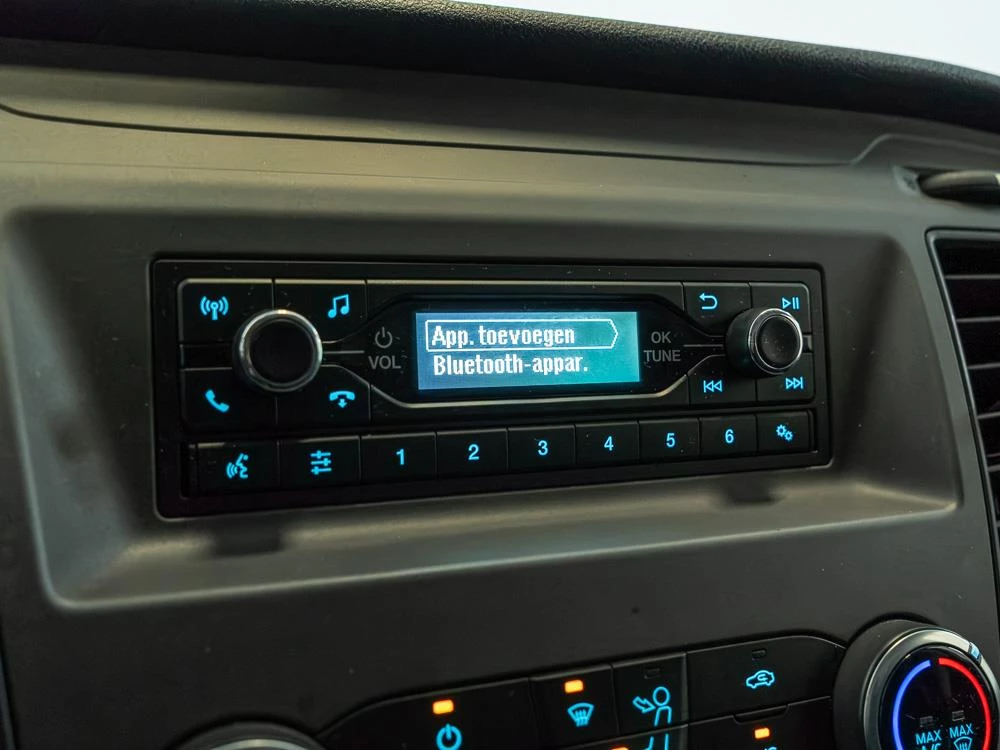 App. toevoegen
Bluetooth-appar.
VOL
OK
TUNE
1 2 3 4 5 6
MAX MAX